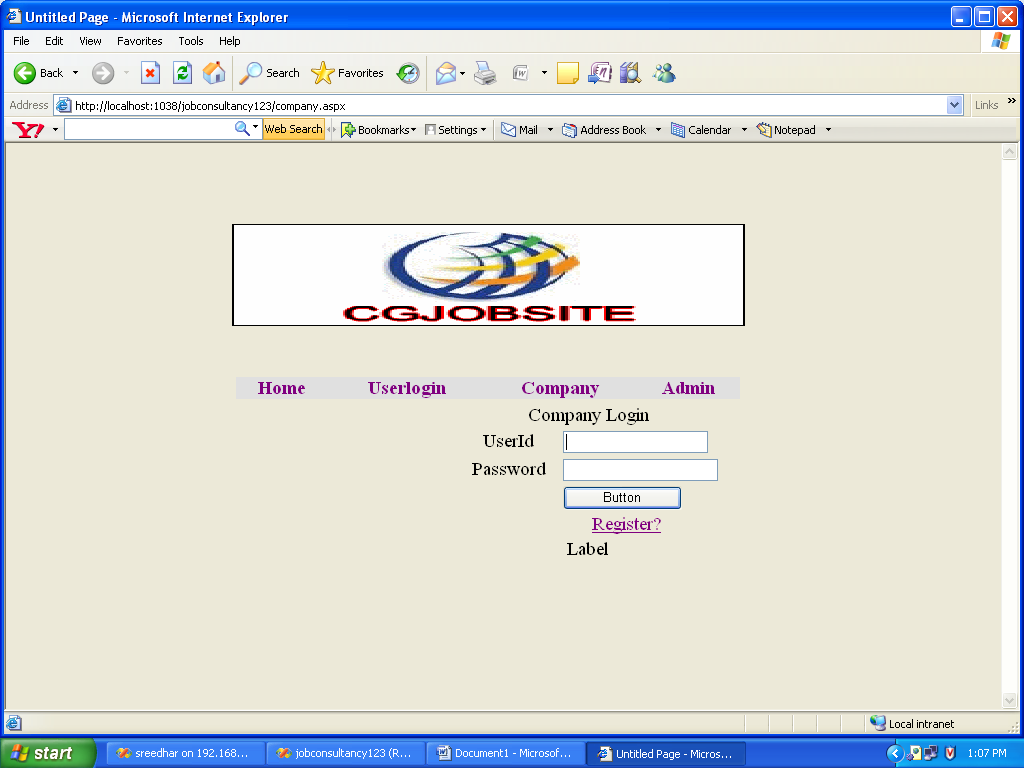 Untitled Page - Microsoft Internet Explorer
File Edit View Favorites Tools Help
Back Search Favorites
Address http://localhost:1038/jobconsultancy123/company.aspx Links »
Y! Web Search Bookmarks Settings Mail Address Book Calendar Notepad
CGJOBSITE
Home Userlogin Company Admin
Company Login
UserId
Password
Button
Register?
Label
Local intranet
start sreedhar on 192.168... jobconsultancy123 (R... Document1 - Microsof... Untitled Page - Micros... 1:07 PM